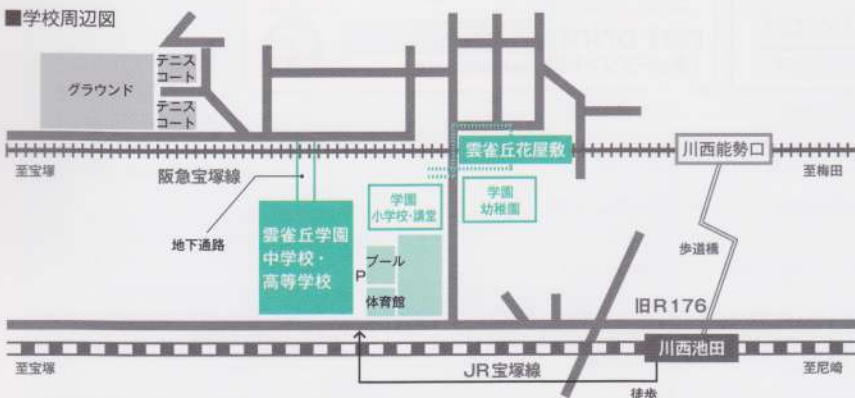 ■学校周辺図
グラウンド
テニス
コート
テニス
コート
雲雀丘花屋敷
川西能勢口
至宝塚
阪急宝塚線
至梅田
地下通路
学園
小学校・講堂
学園
幼稚園
雲雀丘学園
中学校・
高等学校
プール
P
体育館
歩道橋
旧R176
川西池田
至宝塚
JR宝塚線
至尼崎
徒歩